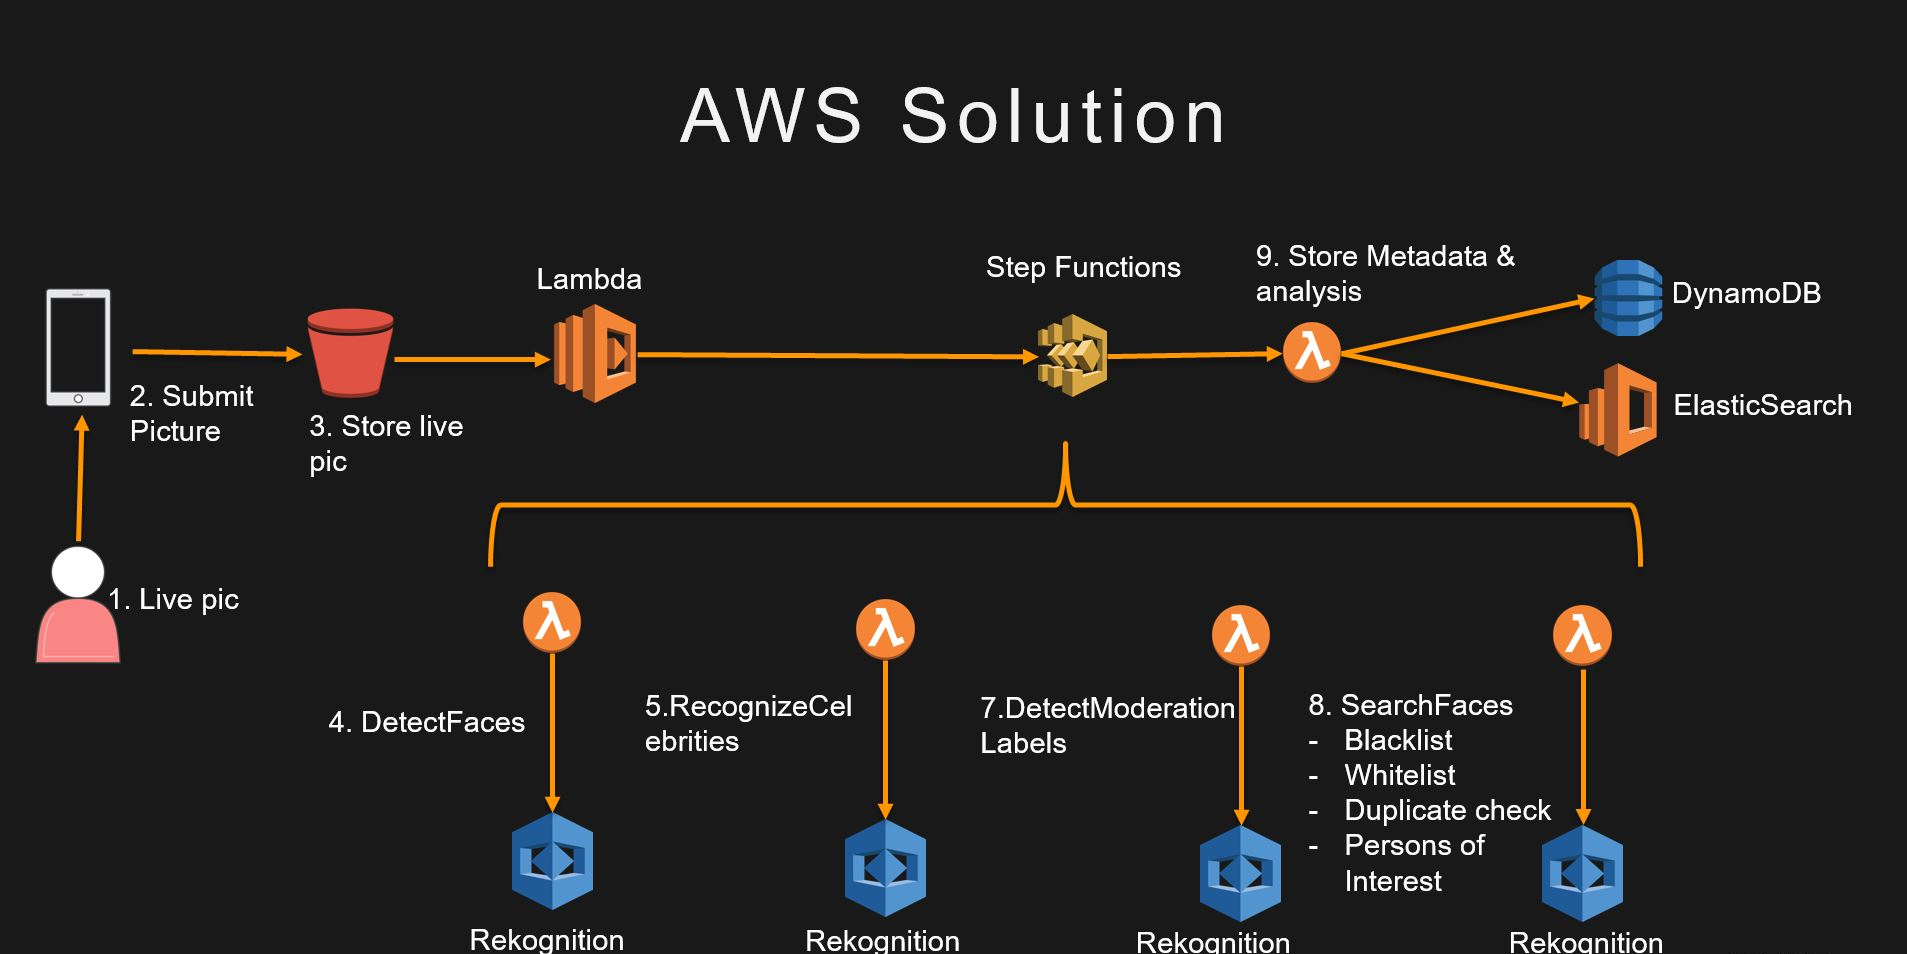 AWS Solution
Lambda
Step Functions
9. Store Metadata &
analysis
DynamoDB
ElasticSearch
2. Submit
Picture
3. Store live
pic
1. Live pic
4. DetectFaces
5.RecognizeCel
ebrities
7.DetectModeration
Labels
8. SearchFaces
- Blacklist
- Whitelist
- Duplicate check
- Persons of
Interest
Rekognition
Rekognition
Rekognition
Rekognition